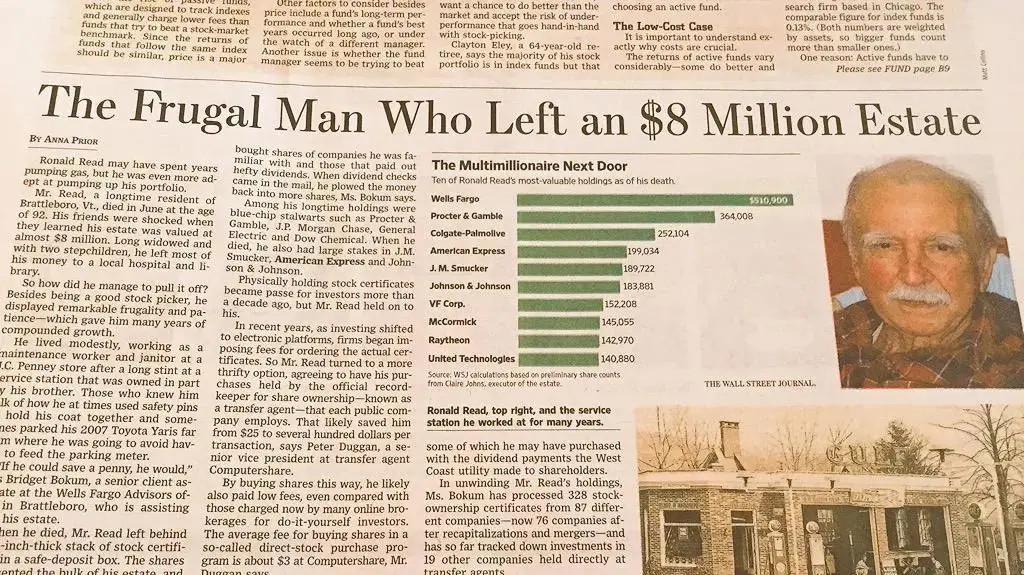 of passive funds,
which are designed to track indexes
and generally charge lower fees than
funds that try to beat a stock-market
benchmark. Since the returns of
funds that follow the same index
should be similar, price is a major
Other factors to consider besides
price include a fund's long-term per-
formance and whether a fund's best
years occurred long ago, or under
the watch of a different manager.
Another issue is whether the fund
manager seems to be trying to beat
want a chance to do better than the
market and accept the risk of under-
performance that goes hand-in-hand
with stock-picking.
Clayton Eley, a 64-year-old re-
tiree, says the majority of his stock
portfolio is in index funds but that
choosing an active fund.
The Low-Cost Case
It is important to understand ex-
actly why costs are crucial.
The returns of active funds vary
considerably—some do better and
search firm based in Chicago. The
comparable figure for index funds is
0.13%. (Both numbers are weighted
by assets, so bigger funds count
more than smaller ones.)
One reason: Active funds have to
Please see FUND page B9
The Frugal Man Who Left an $8 Million Estate
BY ANNA PRIOR
Ronald Read may have spent years
pumping gas, but he was even more ad-
ept at pumping up his portfolio.
Mr. Read, a longtime resident of
Brattleboro, Vt., died in June at the age
of 92. His friends were shocked when
they learned his estate was valued at
almost $8 million. Long widowed and
with two stepchildren, he left most of
his money to a local hospital and li-
brary.
So how did he manage to pull it off?
Besides being a good stock picker, he
displayed remarkable frugality and pa-
tience—which gave him many years of
compounded growth.
He lived modestly, working as a
maintenance worker and janitor at a
J.C. Penney store after a long stint at a
ervice station that was owned in part
y his brother. Those who knew him
lk of how he at times used safety pins
hold his coat together and some-
nes parked his 2007 Toyota Yaris far
m where he was going to avoid hav-
to feed the parking meter.
"If he could save a penny, he would,"
s Bridget Bokum, a senior client as-
ate at the Wells Fargo Advisors of-
in Brattleboro, who is assisting
his estate.
hen he died, Mr. Read left behind
-inch-thick stack of stock certifi-
in a safe-deposit box. The shares
sented the bulk of his estate, and
bought shares of companies he was fa-
miliar with and those that paid out
hefty dividends. When dividend checks
came in the mail, he plowed the money
back into more shares, Ms. Bokum says.
Among his longtime holdings were
blue-chip stalwarts such as Procter &
Gamble, J.P. Morgan Chase, General
Electric and Dow Chemical. When he
died, he also had large stakes in J.M.
Smucker, American Express and John-
son & Johnson.
Physically holding stock certificates
became passe for investors more than
a decade ago, but Mr. Read held on to
his.
In recent years, as investing shifted
to electronic platforms, firms began im-
posing fees for ordering the actual cer-
tificates. So Mr. Read turned to a more
thrifty option, agreeing to have his pur-
chases held by the official record-
keeper for share ownership—known as
a transfer agent—that each public com-
pany employs. That likely saved him
from $25 to several hundred dollars per
transaction, says Peter Duggan, a se-
nior vice president at transfer agent
Computershare.
By buying shares this way, he likely
also paid low fees, even compared with
those charged now by many online bro-
kerages for do-it-yourself investors.
The average fee for buying shares in a
so-called direct-stock purchase pro-
gram is about $3 at Computershare, Mr.
Duggan says.
The Multimillionaire Next Door
Ten of Ronald Read's most-valuable holdings as of his death.
Wells Fargo $510,900
Procter & Gamble 364,008
Colgate-Palmolive 252,104
American Express 199,034
J. M. Smucker 189,722
Johnson & Johnson 183,881
VF Corp. 152,208
McCormick 145,055
Raytheon 142,970
United Technologies 140,880
Source: WSJ calculations based on preliminary share counts
from Claire Johns, executor of the estate.
THE WALL STREET JOURNAL.
Ronald Read, top right, and the service
station he worked at for many years.
some of which he may have purchased
with the dividend payments the West
Coast utility made to shareholders.
In unwinding Mr. Read's holdings,
Ms. Bokum has processed 328 stock-
ownership certificates from 87 differ-
ent companies—now 76 companies af-
ter recapitalizations and mergers—and
has so far tracked down investments in
19 other companies held directly at
transfer agents.